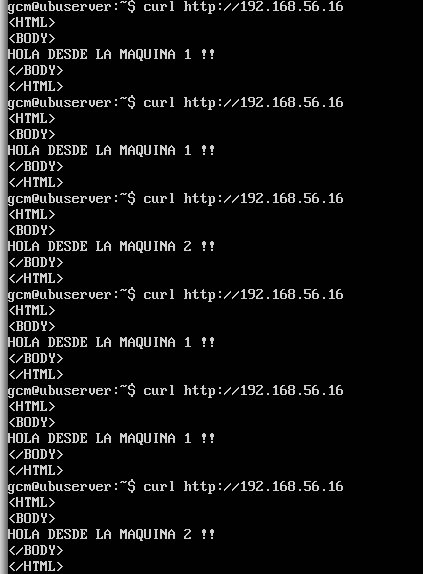 gcm@ubuserver:~$ curl http://192.168.56.16
<HTML>
<BODY>
HOLA DESDE LA MAQUINA 1 !!
</BODY>
</HTML>
gcm@ubuserver:~$ curl http://192.168.56.16
<HTML>
<BODY>
HOLA DESDE LA MAQUINA 1 !!
</BODY>
</HTML>
gcm@ubuserver:~$ curl http://192.168.56.16
<HTML>
<BODY>
HOLA DESDE LA MAQUINA 2 !!
</BODY>
</HTML>
gcm@ubuserver:~$ curl http://192.168.56.16
<HTML>
<BODY>
HOLA DESDE LA MAQUINA 1 !!
</BODY>
</HTML>
gcm@ubuserver:~$ curl http://192.168.56.16
<HTML>
<BODY>
HOLA DESDE LA MAQUINA 1 !!
</BODY>
</HTML>
gcm@ubuserver:~$ curl http://192.168.56.16
<HTML>
<BODY>
HOLA DESDE LA MAQUINA 2 !!
</BODY>
</HTML>